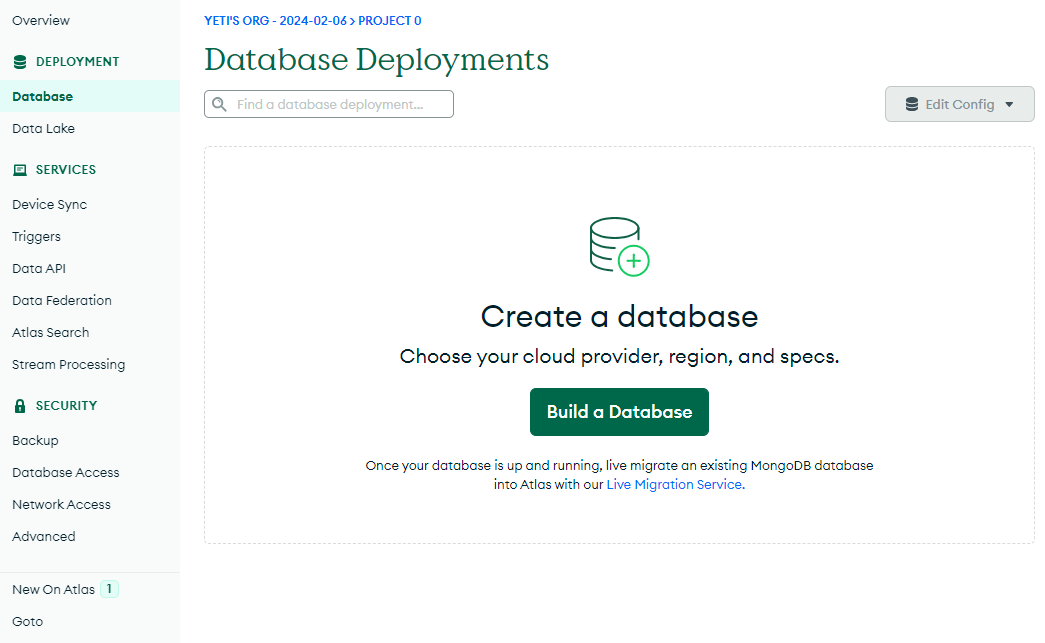 Overview
DEPLOYMENT
Database
Data Lake
SERVICES
Device Sync
Triggers
Data API
Data Federation
Atlas Search
Stream Processing
SECURITY
Backup
Database Access
Network Access
Advanced
New On Atlas 1
Goto
YETI'S ORG - 2024-02-06 > PROJECT 0
Database Deployments
Find a database deployment...
Edit Config
Create a database
Choose your cloud provider, region, and specs.
Build a Database
Once your database is up and running, live migrate an existing MongoDB database
into Atlas with our Live Migration Service.